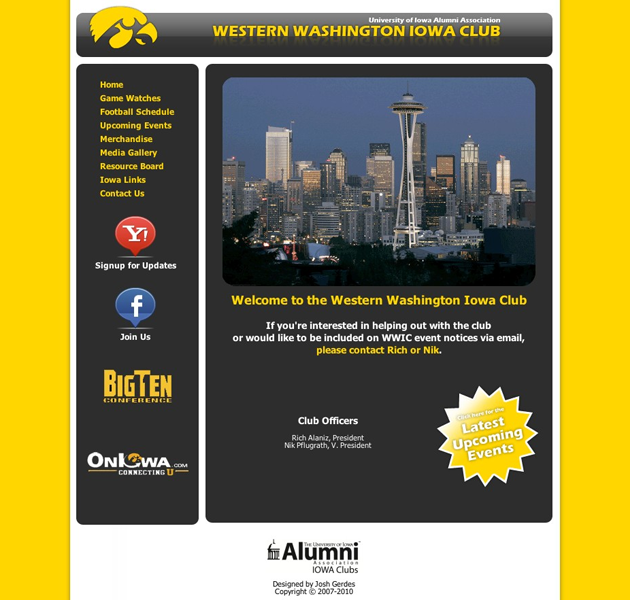 University of Iowa Alumni Association
WESTERN WASHINGTON IOWA CLUB
Home
Game Watches
Football Schedule
Upcoming Events
Merchandise
Media Gallery
Resource Board
Iowa Links
Contact Us
Y!
Signup for Updates
f
Join Us
BIGTEN
CONFERENCE
ONIOWA.COM
CONNECTING U
Welcome to the Western Washington Iowa Club
If you're interested in helping out with the club
or would like to be included on WWIC event notices via email,
please contact Rich or Nik.
Club Officers
Rich Alaniz, President
Nik Pflugrath, V. President
Click here for the
Latest
Upcoming
Events
THE UNIVERSITY OF IOWA
Alumni
Association
IOWA Clubs
Designed by Josh Gerdes
Copyright © 2007-2010